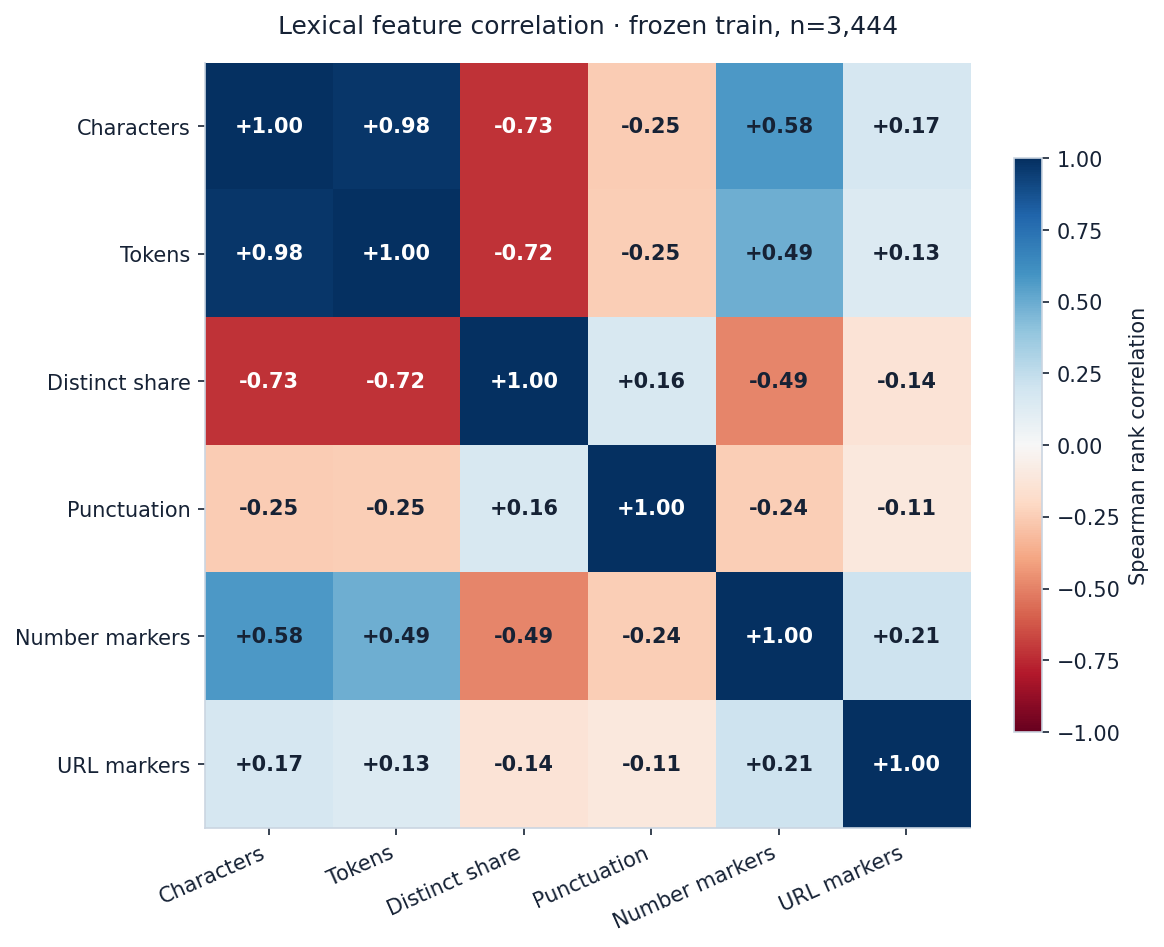 Lexical feature correlation · frozen train, n=3,444
Characters +1.00 +0.98 -0.73 -0.25 +0.58 +0.17
Tokens +0.98 +1.00 -0.72 -0.25 +0.49 +0.13
Distinct share -0.73 -0.72 +1.00 +0.16 -0.49 -0.14
Punctuation -0.25 -0.25 +0.16 +1.00 -0.24 -0.11
Number markers +0.58 +0.49 -0.49 -0.24 +1.00 +0.21
URL markers +0.17 +0.13 -0.14 -0.11 +0.21 +1.00
Characters Tokens Distinct share Punctuation Number markers URL markers
1.00
0.75
0.50
0.25
0.00
−0.25
−0.50
−0.75
−1.00
Spearman rank correlation